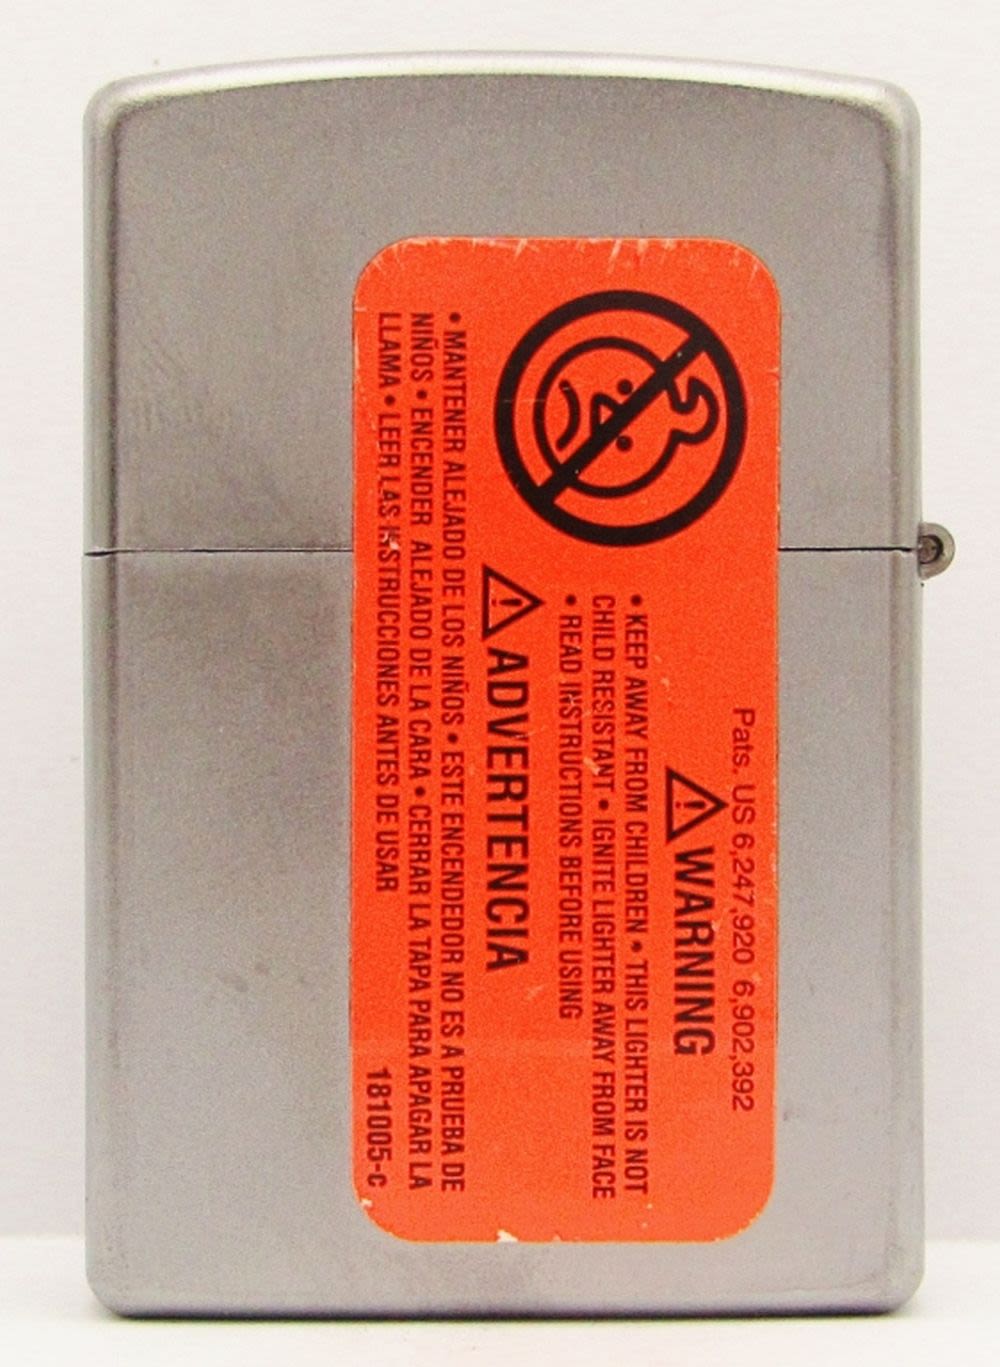 Pats. US 6,247,920 6,902,392
WARNING
• KEEP AWAY FROM CHILDREN • THIS LIGHTER IS NOT
CHILD RESISTANT • IGNITE LIGHTER AWAY FROM FACE
• READ INSTRUCTIONS BEFORE USING
ADVERTENCIA
• MANTENER ALEJADO DE LOS NIÑOS • ESTE ENCENDEDOR NO ES A PRUEBA DE
NIÑOS • ENCENDER ALEJADO DE LA CARA • CERRAR LA TAPA PARA APAGAR LA
LLAMA • LEER LAS INSTRUCCIONES ANTES DE USAR
181005-c